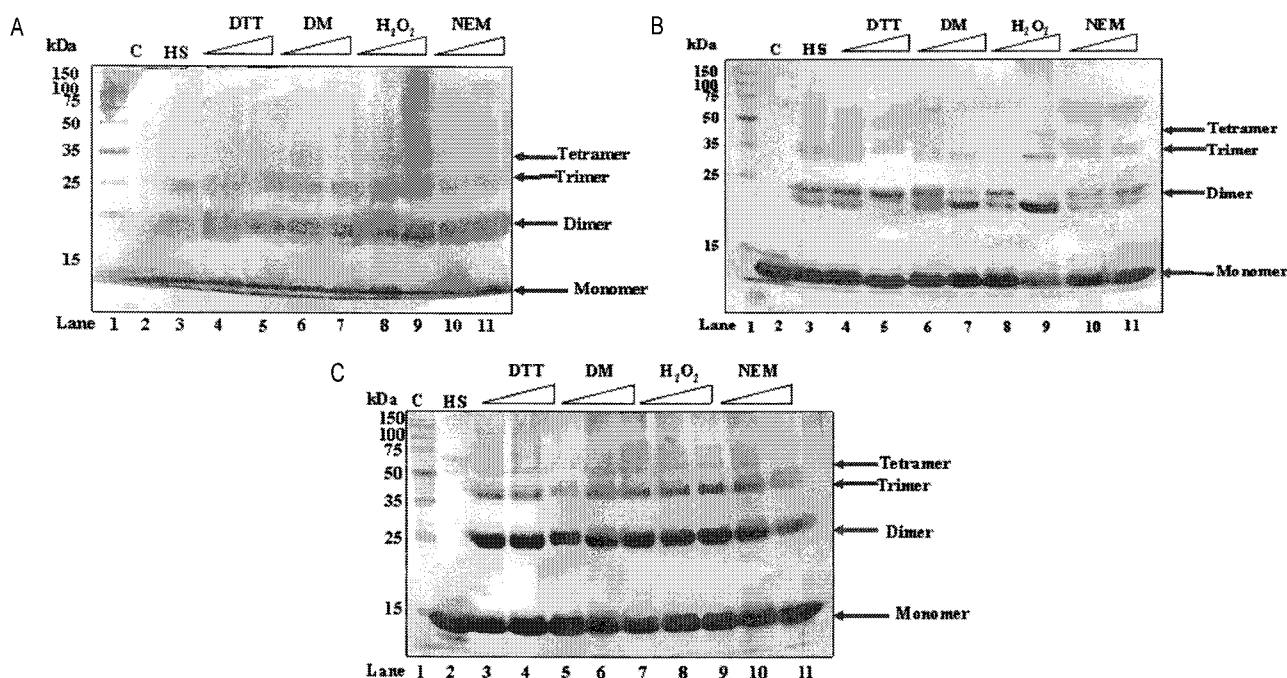 A
DTT DM H₂O₂ NEM
kDa C HS
150
100
75
50
35
25
15
Tetramer
Trimer
Dimer
Monomer
Lane 1 2 3 4 5 6 7 8 9 10 11
B
DTT DM H₂O₂ NEM
kDa C HS
150
100
75
50
35
25
15
Tetramer
Trimer
Dimer
Monomer
Lane 1 2 3 4 5 6 7 8 9 10 11
C
DTT DM H₂O₂ NEM
kDa C HS
150
100
75
50
35
25
15
Tetramer
Trimer
Dimer
Monomer
Lane 1 2 3 4 5 6 7 8 9 10 11